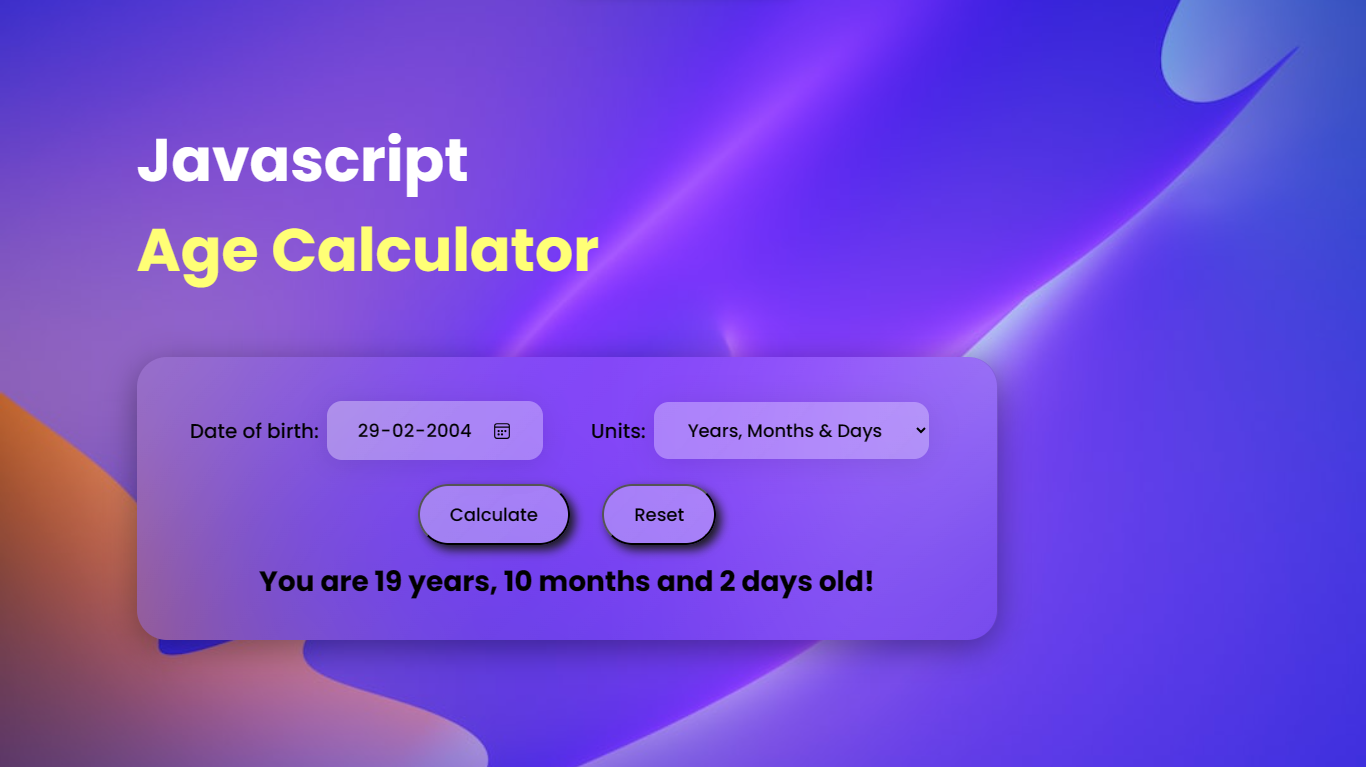 Javascript
Age Calculator
Date of birth: 29-02-2004 Units: Years, Months & Days
Calculate Reset
You are 19 years, 10 months and 2 days old!